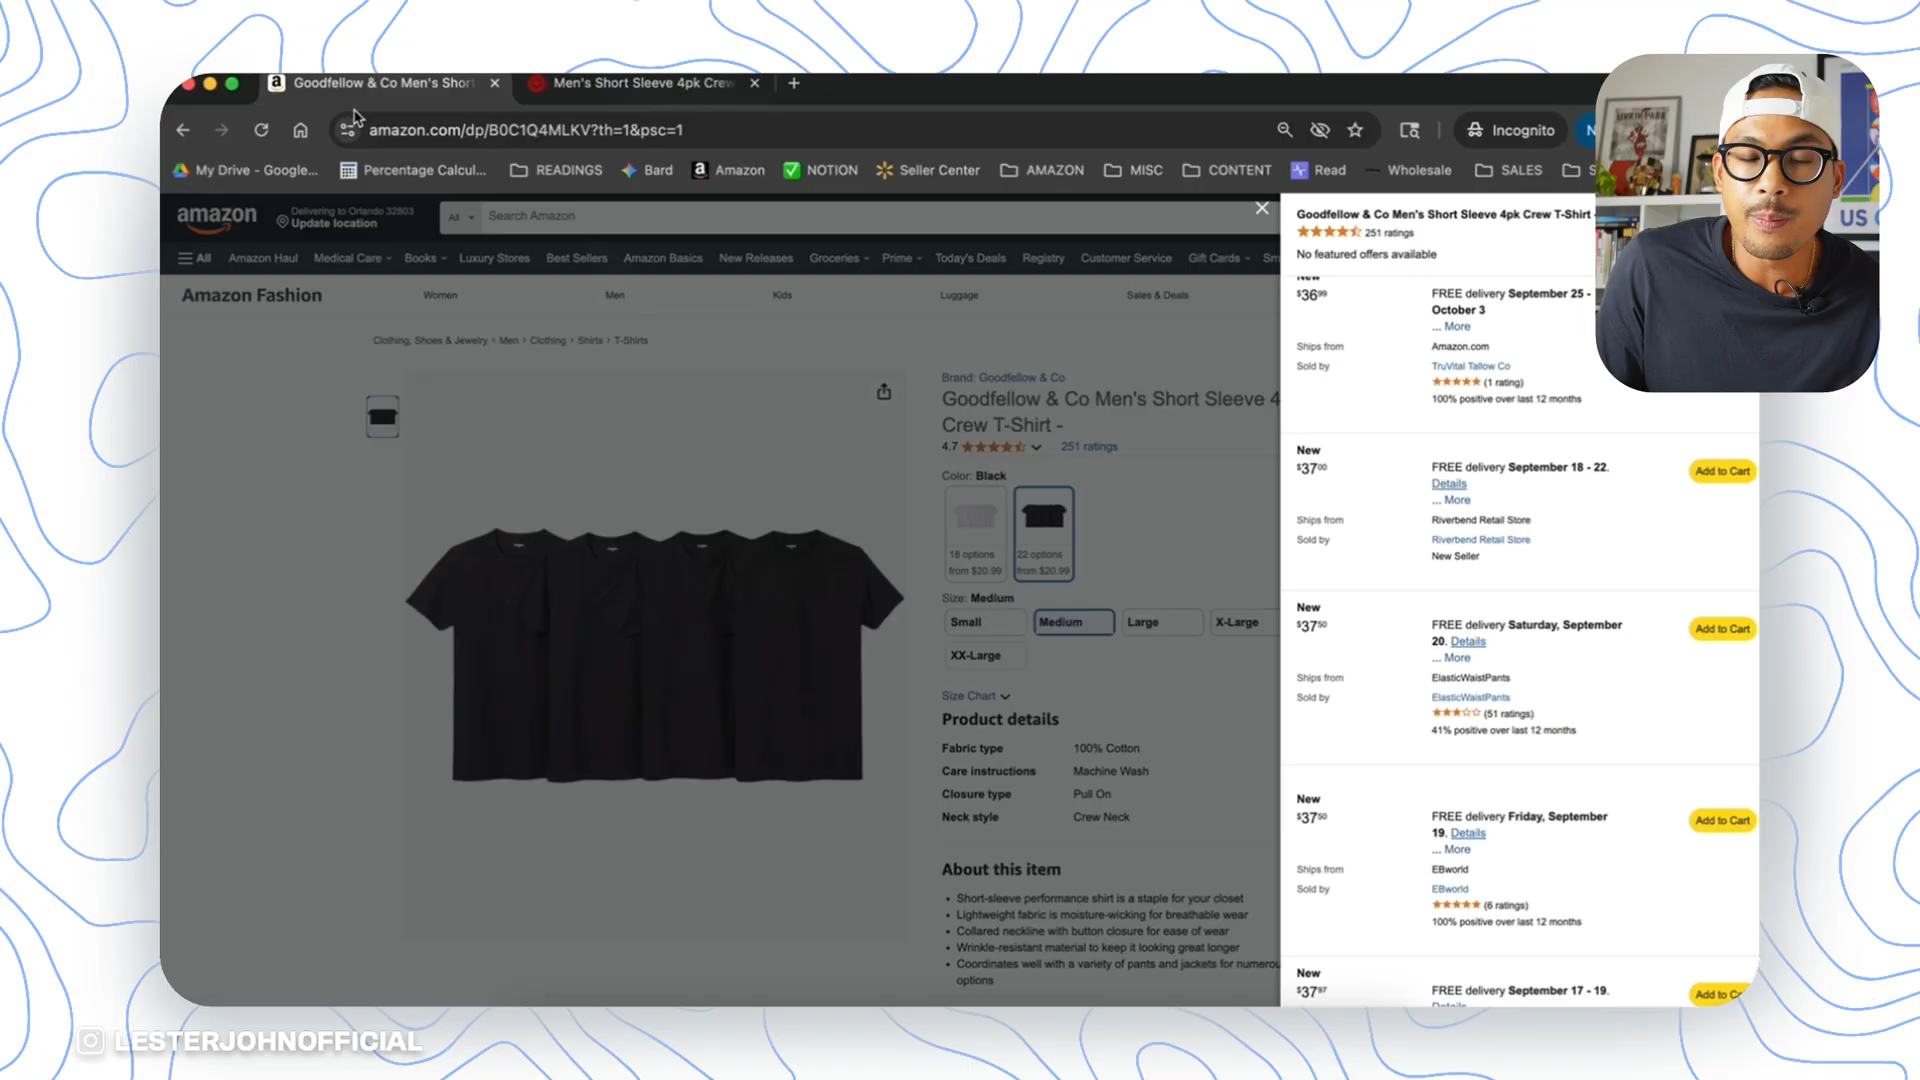 Goodfellow & Co Men's Short
Men's Short Sleeve 4pk Crew
amazon.com/dp/B0C1Q4MLKV?th=1&psc=1
Incognito
N
My Drive - Google...
Percentage Calcul...
READINGS
Bard
Amazon
NOTION
Seller Center
AMAZON
MISC
CONTENT
Read
Wholesale
SALES
amazon
Delivering to Orlando 32803
Update location
All
Search Amazon
All
Amazon Haul
Medical Care
Books
Luxury Stores
Best Sellers
Amazon Basics
New Releases
Groceries
Prime
Today's Deals
Registry
Customer Service
Gift Cards
Sm
Amazon Fashion
Women
Men
Kids
Luggage
Sales & Deals
Clothing, Shoes & Jewelry › Men › Clothing › Shirts › T-Shirts
Brand: Goodfellow & Co
Goodfellow & Co Men's Short Sleeve 4
Crew T-Shirt -
4.7
251 ratings
Color: Black
18 options
from $20.99
22 options
from $20.99
Size: Medium
Small
Medium
Large
X-Large
XX-Large
Size Chart
Product details
Fabric type
100% Cotton
Care instructions
Machine Wash
Closure type
Pull On
Neck style
Crew Neck
About this item
• Short-sleeve performance shirt is a staple for your closet
• Lightweight fabric is moisture-wicking for breathable wear
• Collared neckline with button closure for ease of wear
• Wrinkle-resistant material to keep it looking great longer
• Coordinates well with a variety of pants and jackets for numerou
options
Goodfellow & Co Men's Short Sleeve 4pk Crew T-Shirt
251 ratings
No featured offers available
New
$36.99
FREE delivery September 25 -
October 3
... More
Ships from
Amazon.com
Sold by
TruVital Tallow Co
(1 rating)
100% positive over last 12 months
New
$37.00
FREE delivery September 18 - 22.
Details
... More
Add to Cart
Ships from
Riverbend Retail Store
Sold by
Riverbend Retail Store
New Seller
New
$37.50
FREE delivery Saturday, September
20. Details
... More
Add to Cart
Ships from
ElasticWaistPants
Sold by
ElasticWaistPants
(51 ratings)
41% positive over last 12 months
New
$37.50
FREE delivery Friday, September
19. Details
... More
Add to Cart
Ships from
EBworld
Sold by
EBworld
(6 ratings)
100% positive over last 12 months
New
$37.97
FREE delivery September 17 - 19.
Details
Add to Ca
LINKIN PARK
US
LESTERJOHNOFFICIAL